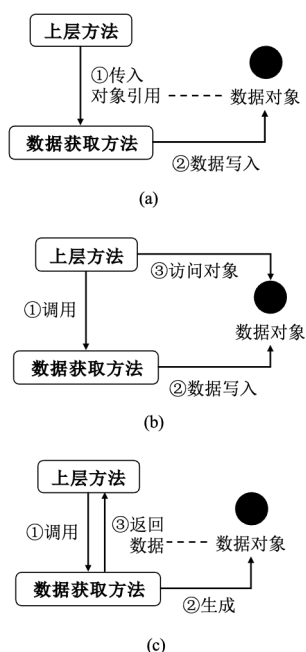 上层方法
①传入
对象引用
数据对象
数据获取方法
②数据写入
(a)
上层方法
③访问对象
①调用
数据对象
数据获取方法
②数据写入
(b)
上层方法
①调用
③返回
数据
数据对象
数据获取方法
②生成
(c)